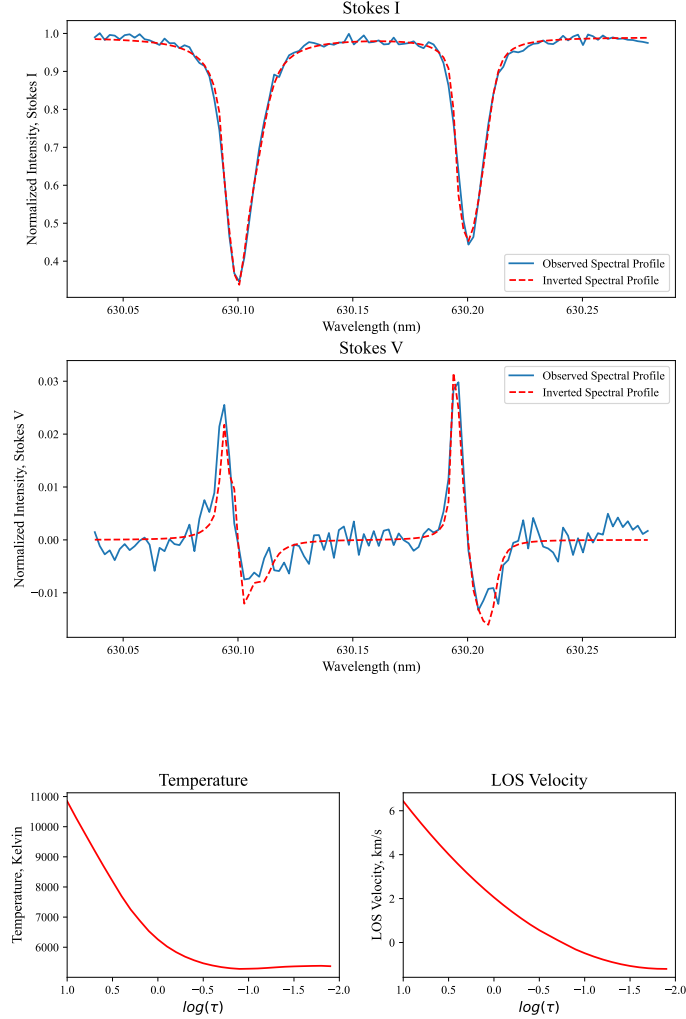 Stokes I
1.0
0.9
0.8
0.7
0.6
0.5
0.4
Normalized Intensity, Stokes I
Observed Spectral Profile
Inverted Spectral Profile
630.05 630.10 630.15 630.20 630.25
Wavelength (nm)
Stokes V
0.03
0.02
0.01
0.00
−0.01
Normalized Intensity, Stokes V
Observed Spectral Profile
Inverted Spectral Profile
630.05 630.10 630.15 630.20 630.25
Wavelength (nm)
Temperature
11000
10000
9000
8000
7000
6000
Temperature, Kelvin
1.0 0.5 0.0 −0.5 −1.0 −1.5 −2.0
log(τ)
LOS Velocity
6
4
2
0
LOS Velocity, km/s
1.0 0.5 0.0 −0.5 −1.0 −1.5 −2.0
log(τ)